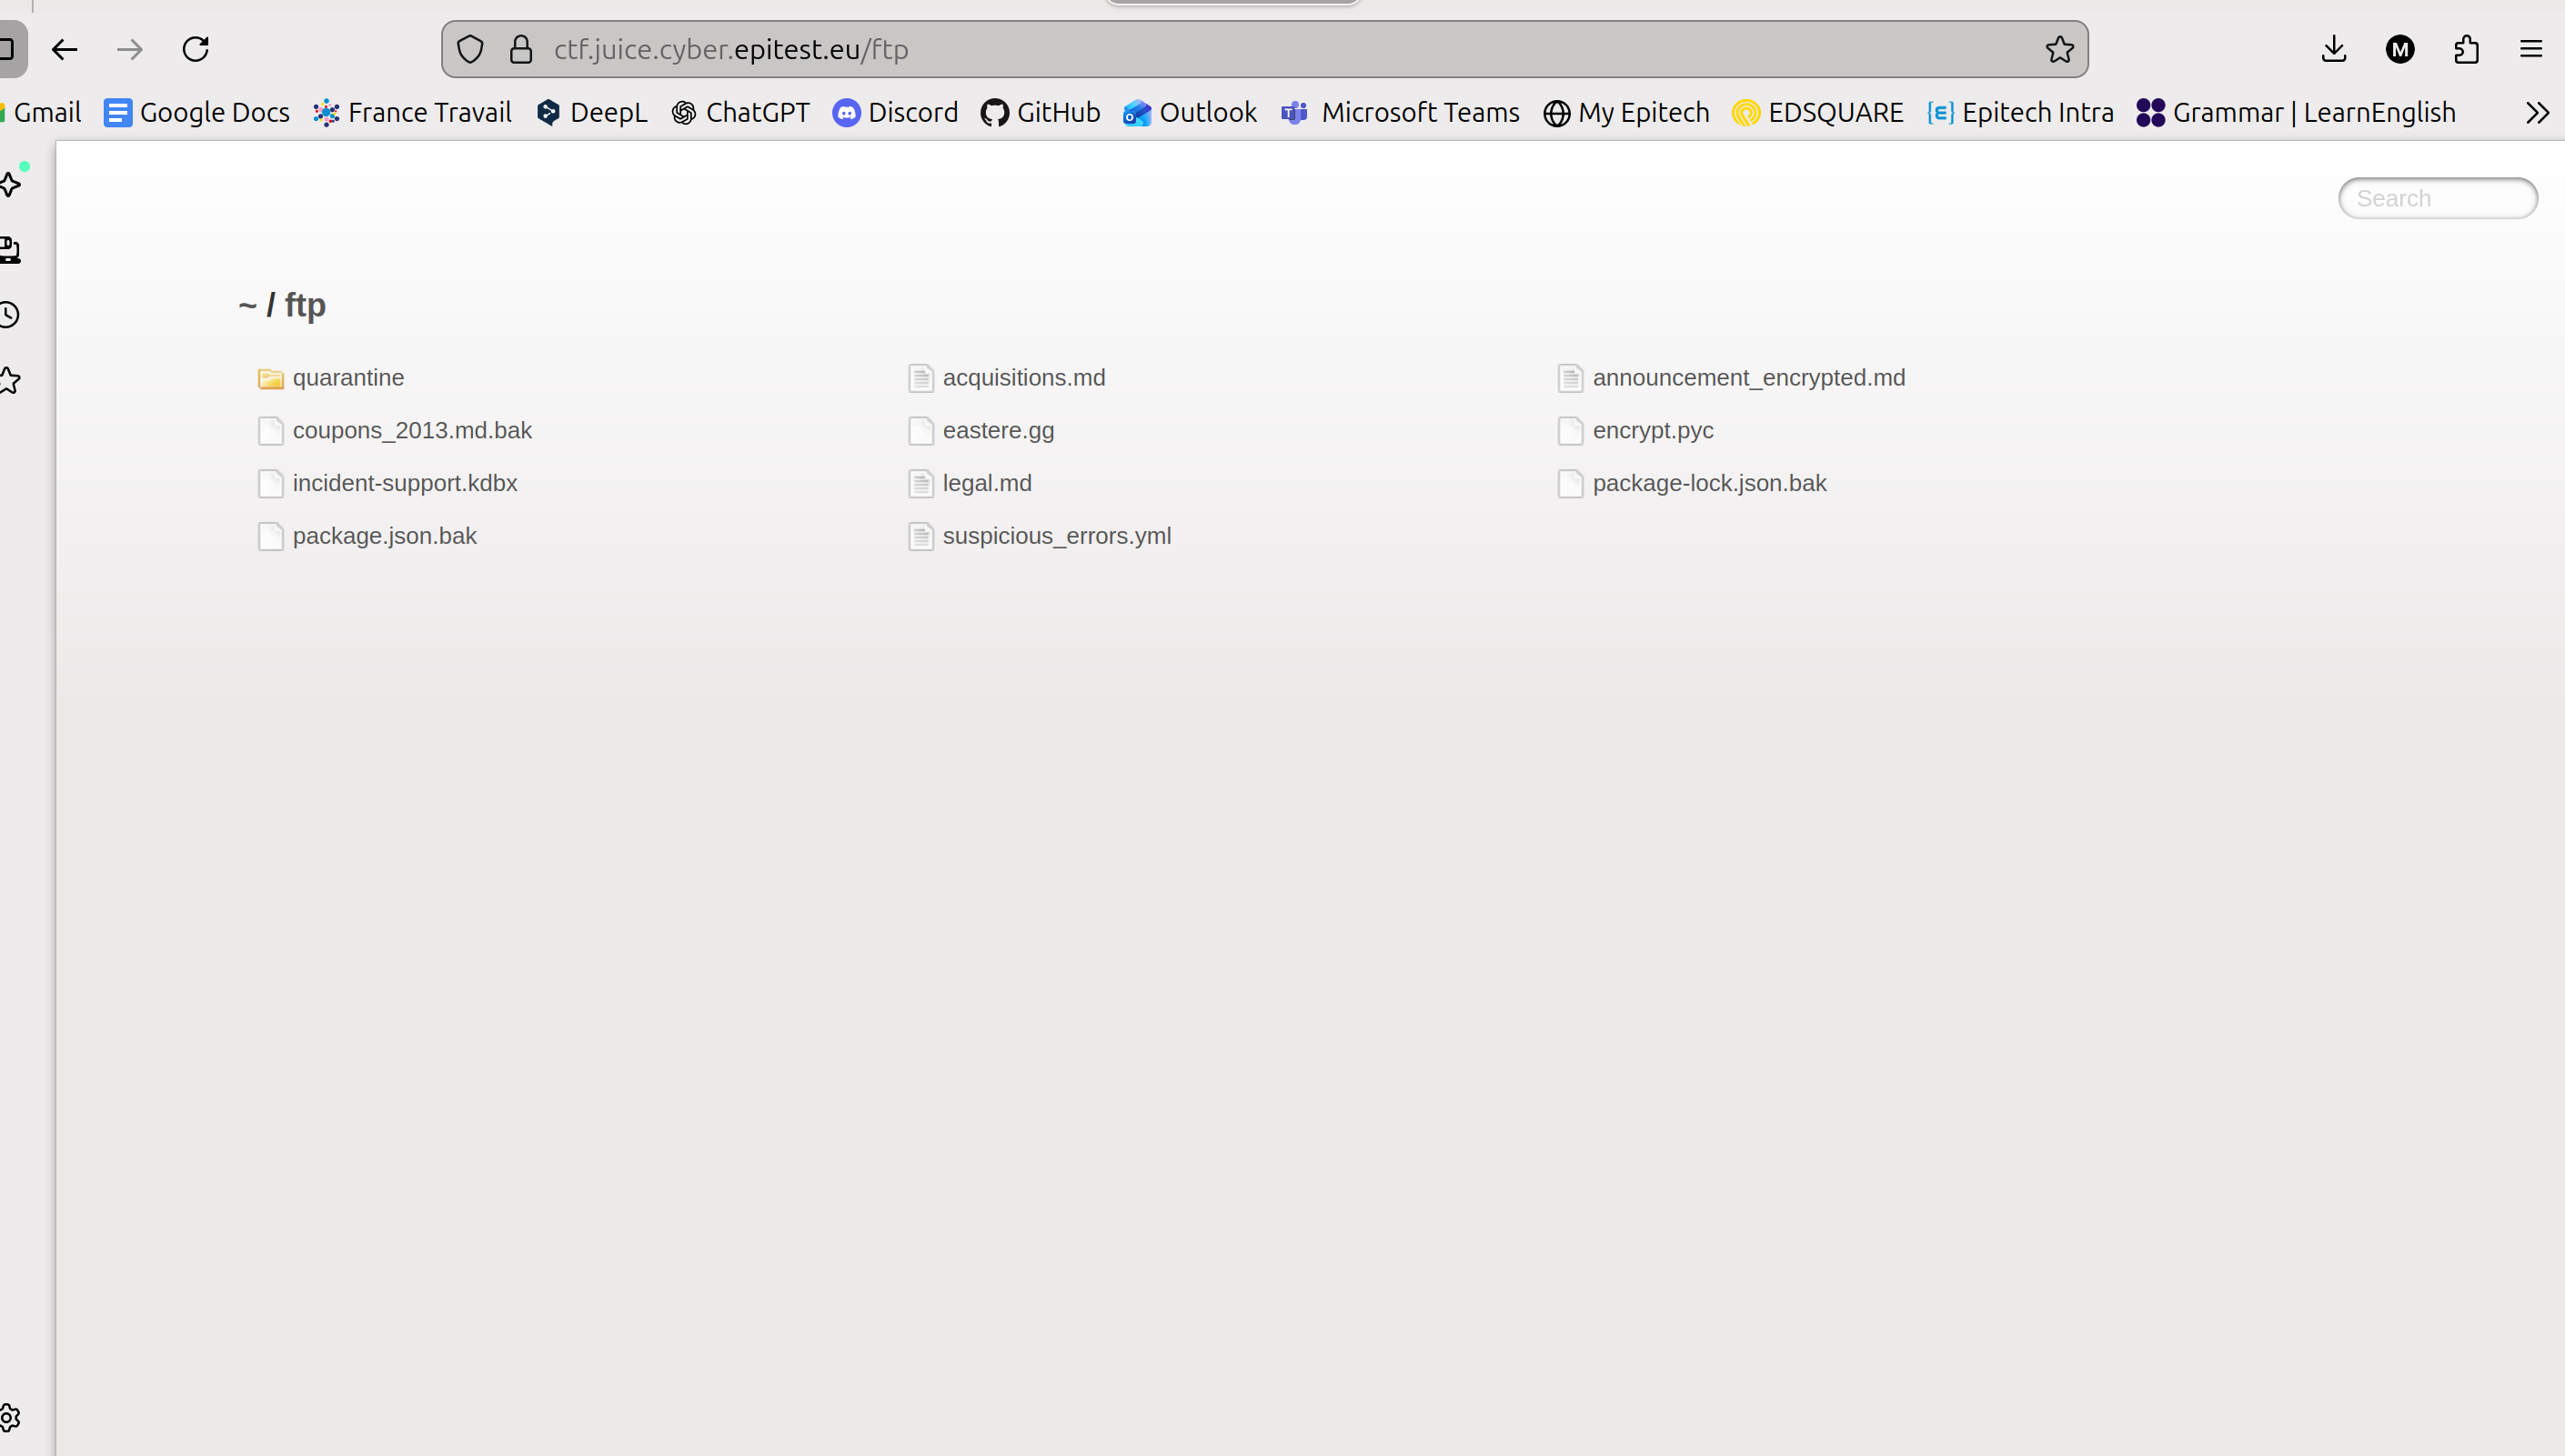 ctf.juice.cyber.epitest.eu/ftp
M
Gmail Google Docs France Travail DeepL ChatGPT Discord GitHub Outlook Microsoft Teams My Epitech EDSQUARE Epitech Intra Grammar | LearnEnglish
Search
~ / ftp
quarantine acquisitions.md announcement_encrypted.md
coupons_2013.md.bak eastere.gg encrypt.pyc
incident-support.kdbx legal.md package-lock.json.bak
package.json.bak suspicious_errors.yml